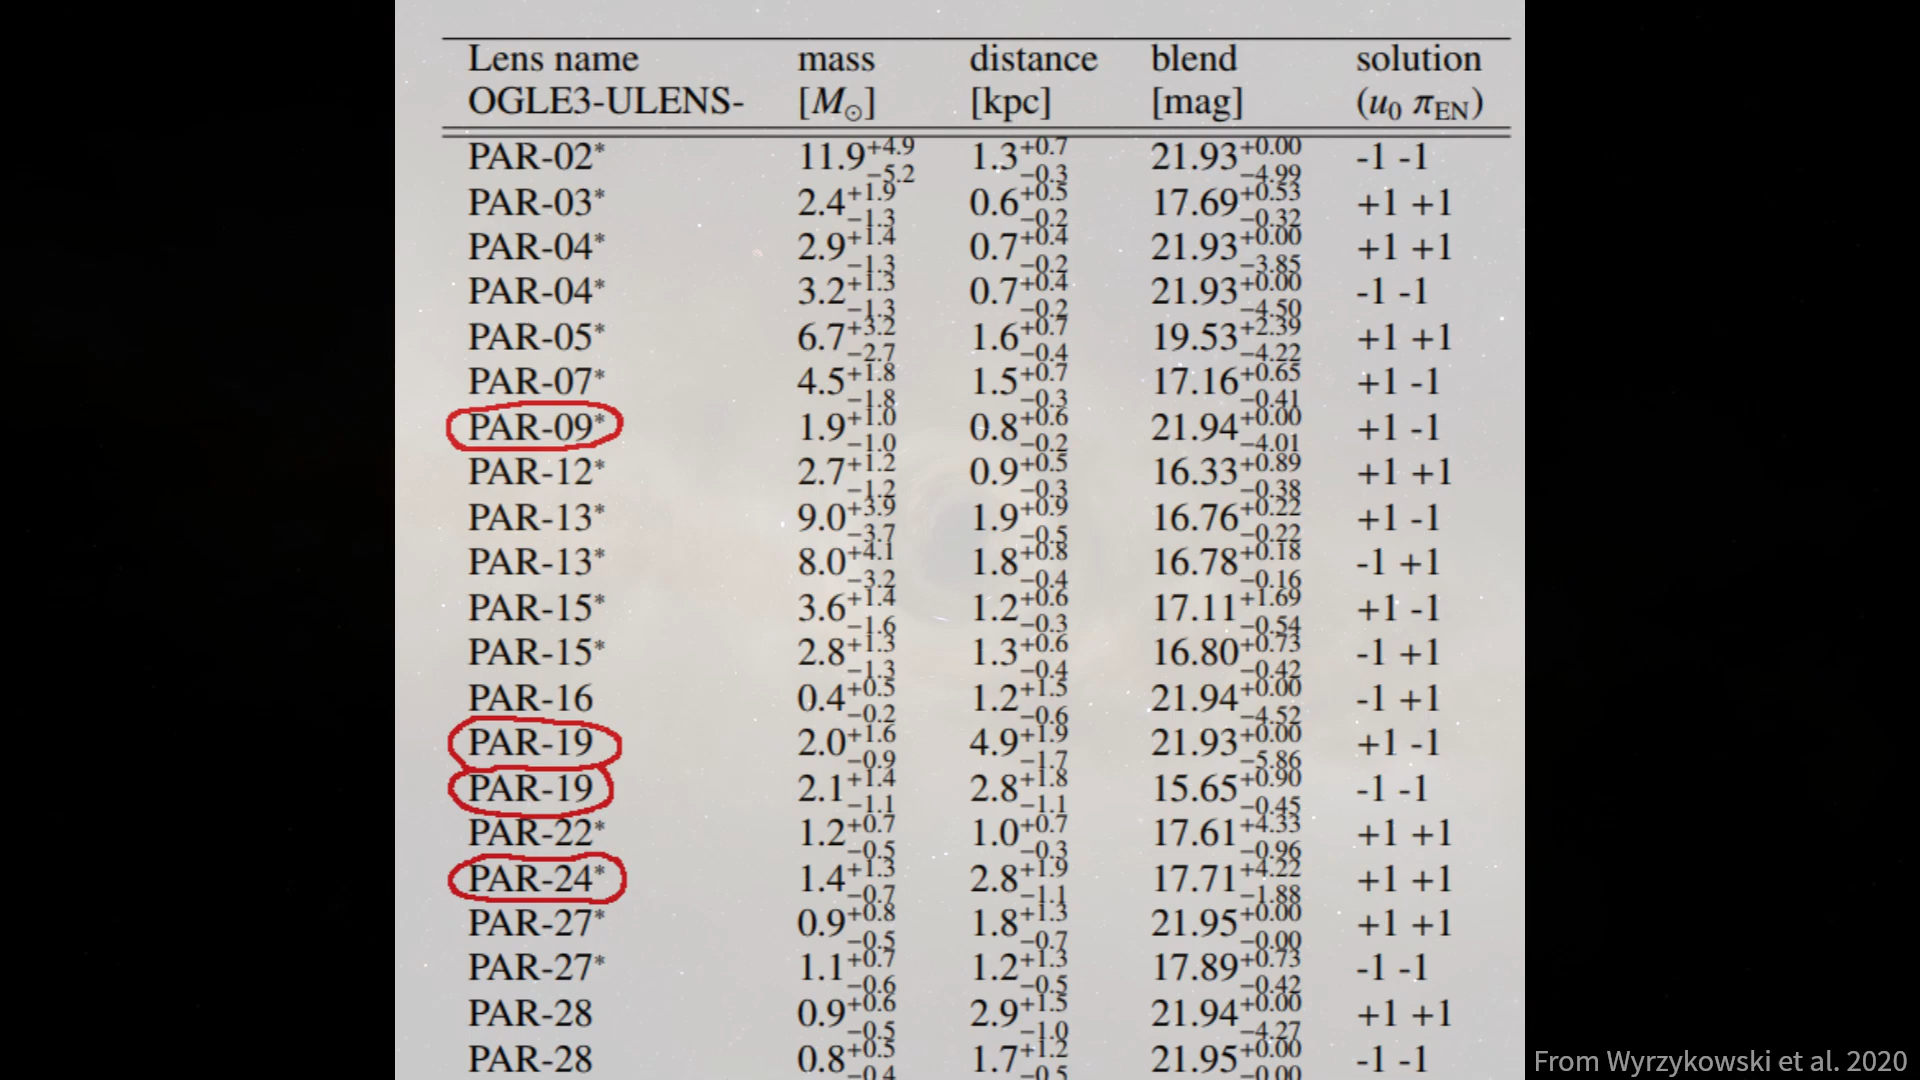 Lens name mass distance blend solution
OGLE3-ULENS- [M⊙] [kpc] [mag] (u0 πEN)
PAR-02* 11.9+4.9−5.2 1.3+0.7−0.3 21.93+0.00−4.99 -1 -1
PAR-03* 2.4+1.9−1.3 0.6+0.5−0.2 17.69+0.53−0.32 +1 +1
PAR-04* 2.9+1.4−1.3 0.7+0.4−0.2 21.93+0.00−3.85 +1 +1
PAR-04* 3.2+1.3−1.3 0.7+0.4−0.2 21.93+0.00−4.50 -1 -1
PAR-05* 6.7+3.2−2.7 1.6+0.7−0.4 19.53+2.39−4.22 +1 +1
PAR-07* 4.5+1.8−1.8 1.5+0.7−0.3 17.16+0.65−0.41 +1 -1
PAR-09* 1.9+1.0−1.0 0.8+0.6−0.2 21.94+0.00−4.01 +1 -1
PAR-12* 2.7+1.2−1.2 0.9+0.5−0.3 16.33+0.89−0.38 +1 +1
PAR-13* 9.0+3.9−3.7 1.9+0.9−0.5 16.76+0.22−0.22 +1 -1
PAR-13* 8.0+4.1−3.2 1.8+0.8−0.4 16.78+0.18−0.16 -1 +1
PAR-15* 3.6+1.4−1.6 1.2+0.6−0.3 17.11+1.69−0.54 +1 -1
PAR-15* 2.8+1.3−1.3 1.3+0.6−0.4 16.80+0.73−0.42 -1 +1
PAR-16 0.4+0.5−0.2 1.2+1.5−0.6 21.94+0.00−4.52 -1 +1
PAR-19 2.0+1.6−0.9 4.9+1.9−1.7 21.93+0.00−5.86 +1 -1
PAR-19 2.1+1.4−1.1 2.8+1.8−1.1 15.65+0.90−0.45 -1 -1
PAR-22* 1.2+0.7−0.5 1.0+0.7−0.3 17.61+4.33−0.96 +1 +1
PAR-24* 1.4+1.3−0.7 2.8+1.9−1.1 17.71+4.22−1.88 +1 +1
PAR-27* 0.9+0.8−0.5 1.8+1.3−0.7 21.95+0.00−0.00 +1 +1
PAR-27* 1.1+0.7−0.6 1.2+1.3−0.5 17.89+0.73−0.42 -1 -1
PAR-28 0.9+0.6−0.5 2.9+1.5−1.0 21.94+0.00−4.27 +1 +1
PAR-28 0.8+0.5−0.4 1.7+1.2−0.5 21.95+0.00−0.00 -1 -1
From Wyrzykowski et al. 2020